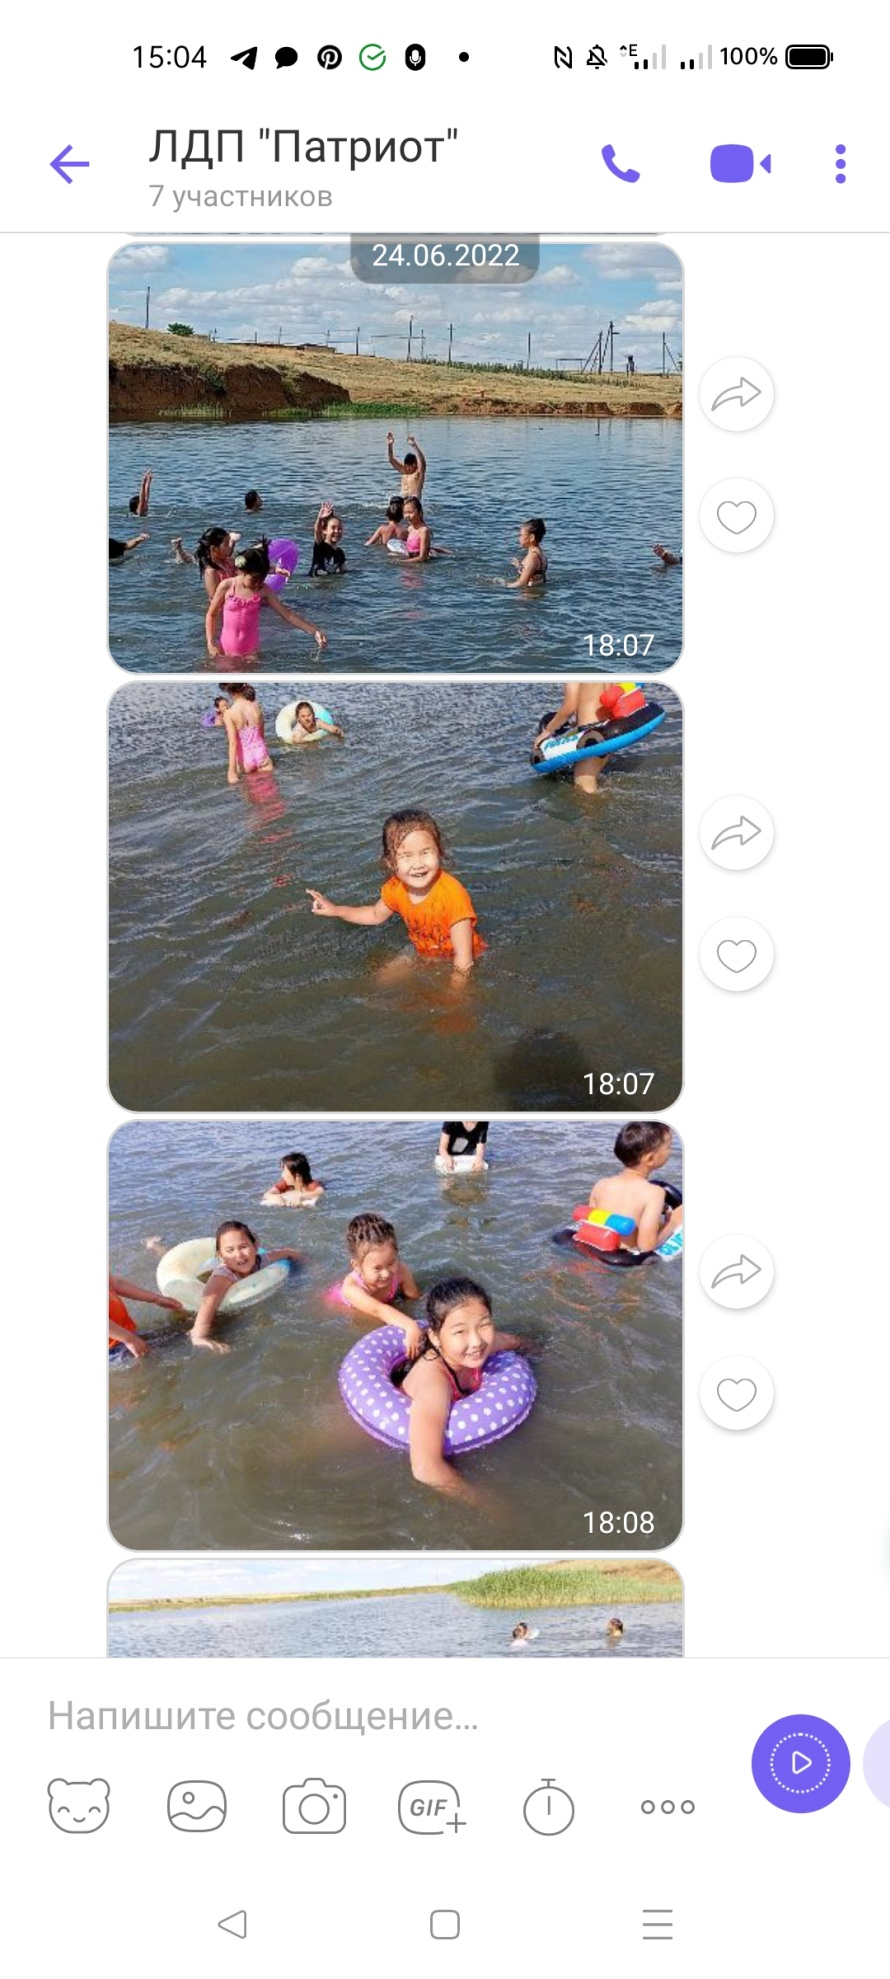 15:04
E
100%
ЛДП "Патриот"
7 участников
24.06.2022
18:07
18:07
18:08
Напишите сообщение...
GIF